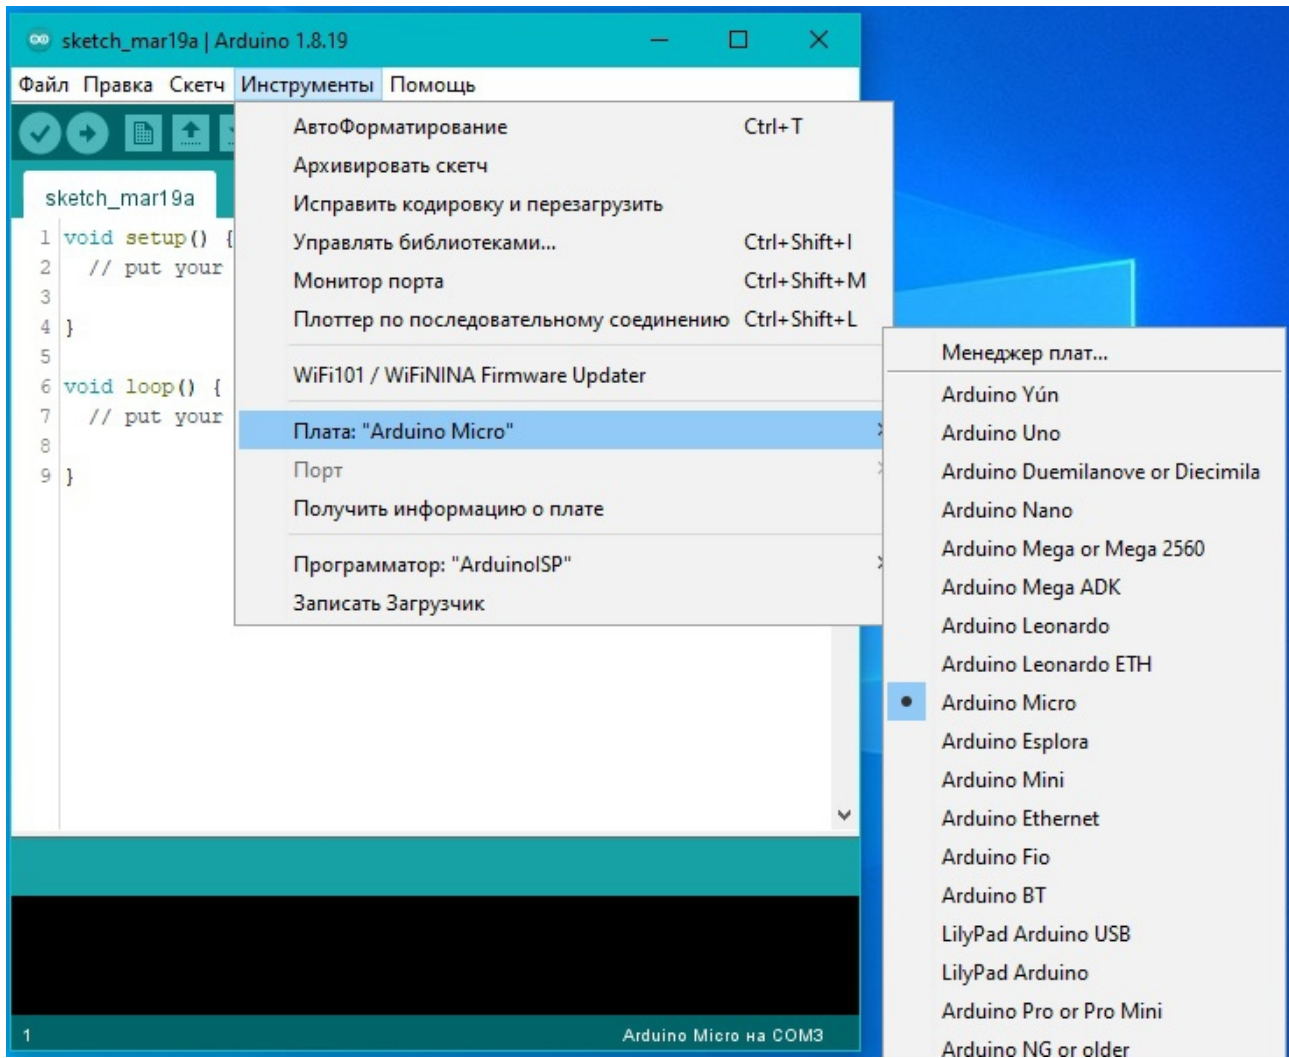 sketch_mar19a | Arduino 1.8.19
Файл Правка Скетч Инструменты Помощь
sketch_mar19a
1 void setup() {
2 // put your
3
4 }
5
6 void loop() {
7 // put your
8
9 }
АвтоФорматирование Ctrl+T
Архивировать скетч
Исправить кодировку и перезагрузить
Управлять библиотеками... Ctrl+Shift+I
Монитор порта Ctrl+Shift+M
Плоттер по последовательному соединению Ctrl+Shift+L
WiFi101 / WiFiNINA Firmware Updater
Плата: "Arduino Micro"
Порт
Получить информацию о плате
Программатор: "ArduinoISP"
Записать Загрузчик
Менеджер плат...
Arduino Yún
Arduino Uno
Arduino Duemilanove or Diecimila
Arduino Nano
Arduino Mega or Mega 2560
Arduino Mega ADK
Arduino Leonardo
Arduino Leonardo ETH
Arduino Micro
Arduino Esplora
Arduino Mini
Arduino Ethernet
Arduino Fio
Arduino BT
LilyPad Arduino USB
LilyPad Arduino
Arduino Pro or Pro Mini
Arduino NG or older
1 Arduino Micro на COM3